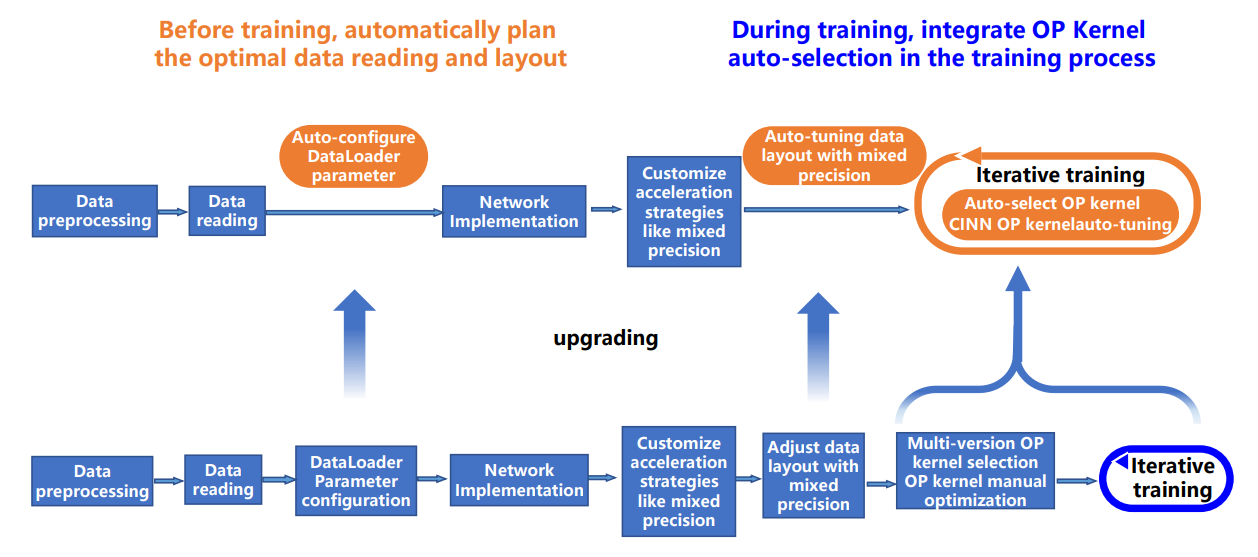 Before training, automatically plan
the optimal data reading and layout
During training, integrate OP Kernel
auto-selection in the training process
Auto-configure
DataLoader
parameter
Auto-tuning data
layout with mixed
precision
Data
preprocessing
Data
reading
Network
Implementation
Customize
acceleration
strategies
like mixed
precision
Iterative training
Auto-select OP kernel
CINN OP kernelauto-tuning
upgrading
Data
preprocessing
Data
reading
DataLoader
Parameter
configuration
Network
Implementation
Customize
acceleration
strategies
like mixed
precision
Adjust data
layout with
mixed
precision
Multi-version OP
kernel selection
OP kernel manual
optimization
Iterative
training